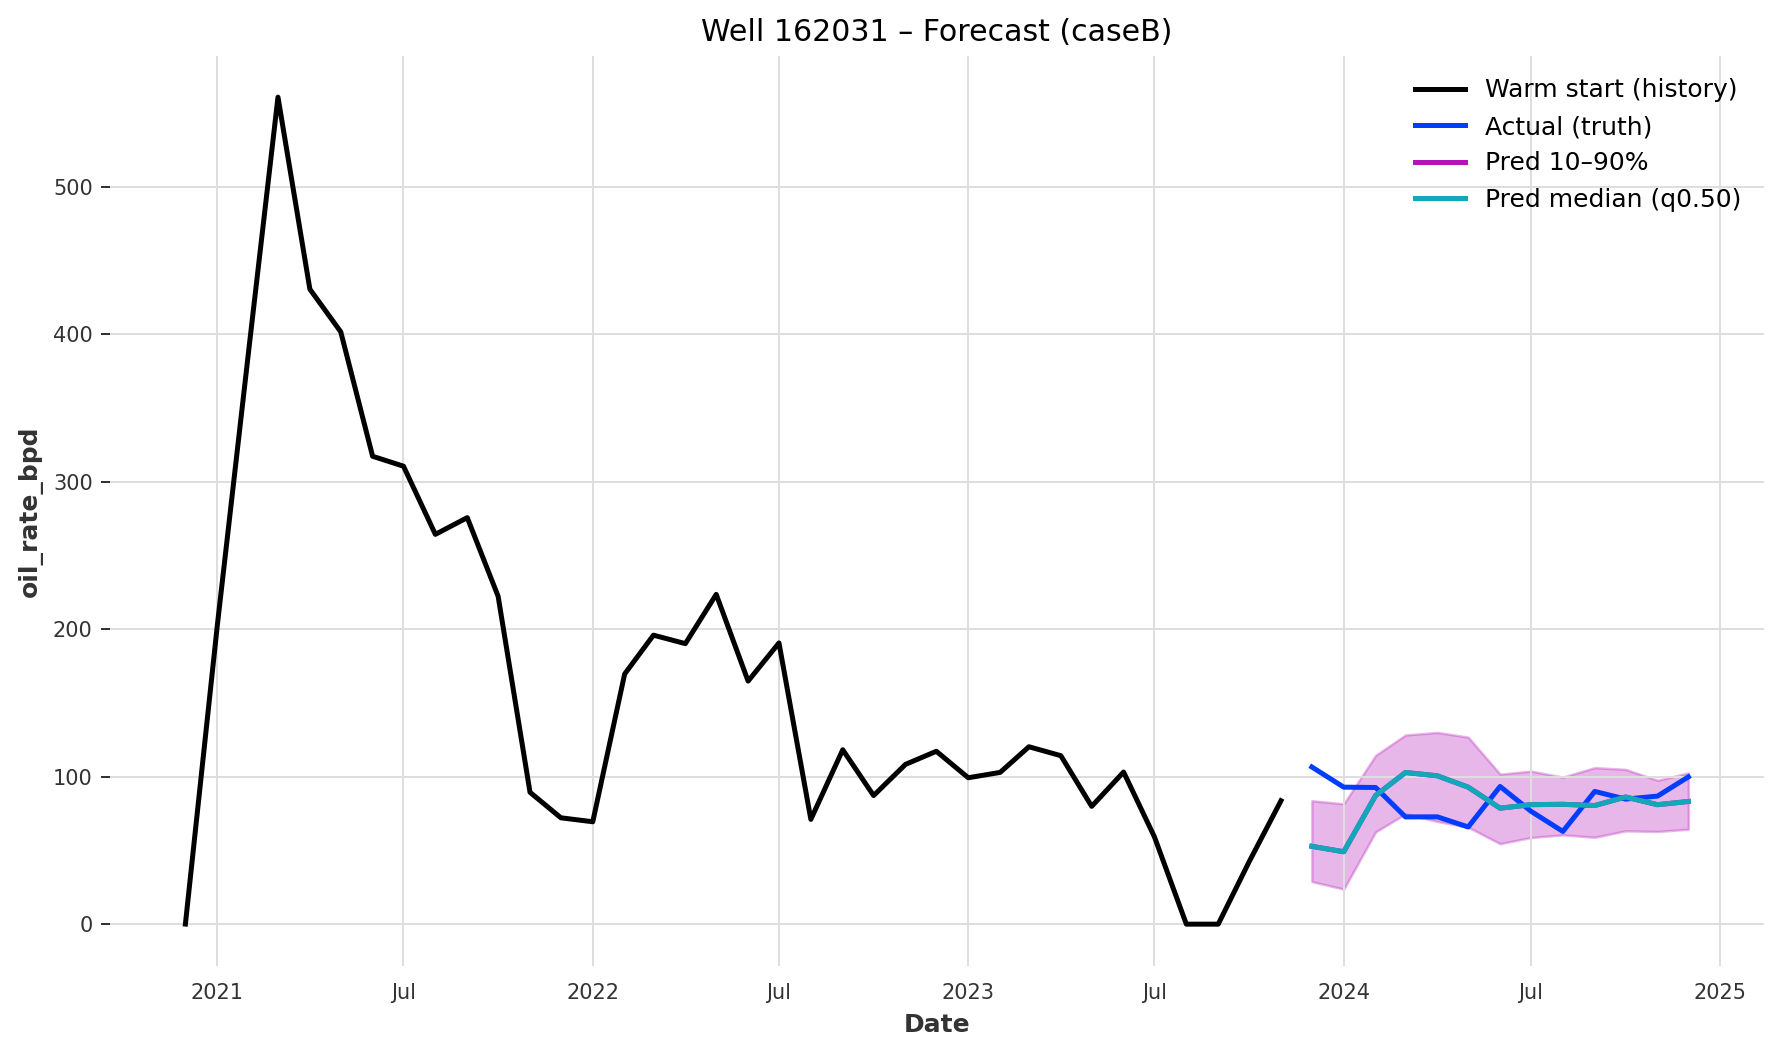 Well 162031 – Forecast (caseB)
Warm start (history)
Actual (truth)
Pred 10–90%
Pred median (q0.50)
oil_rate_bpd
500
400
300
200
100
0
2021
Jul
2022
Jul
2023
Jul
2024
Jul
2025
Date